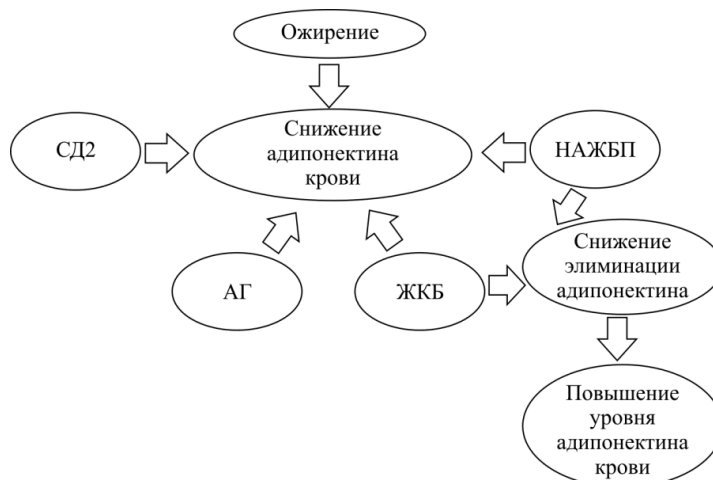 Ожирение
Снижение
адипонектина
крови
СД2
НАЖБП
АГ
ЖКБ
Снижение
элиминации
адипонектина
Повышение
уровня
адипонектина
крови